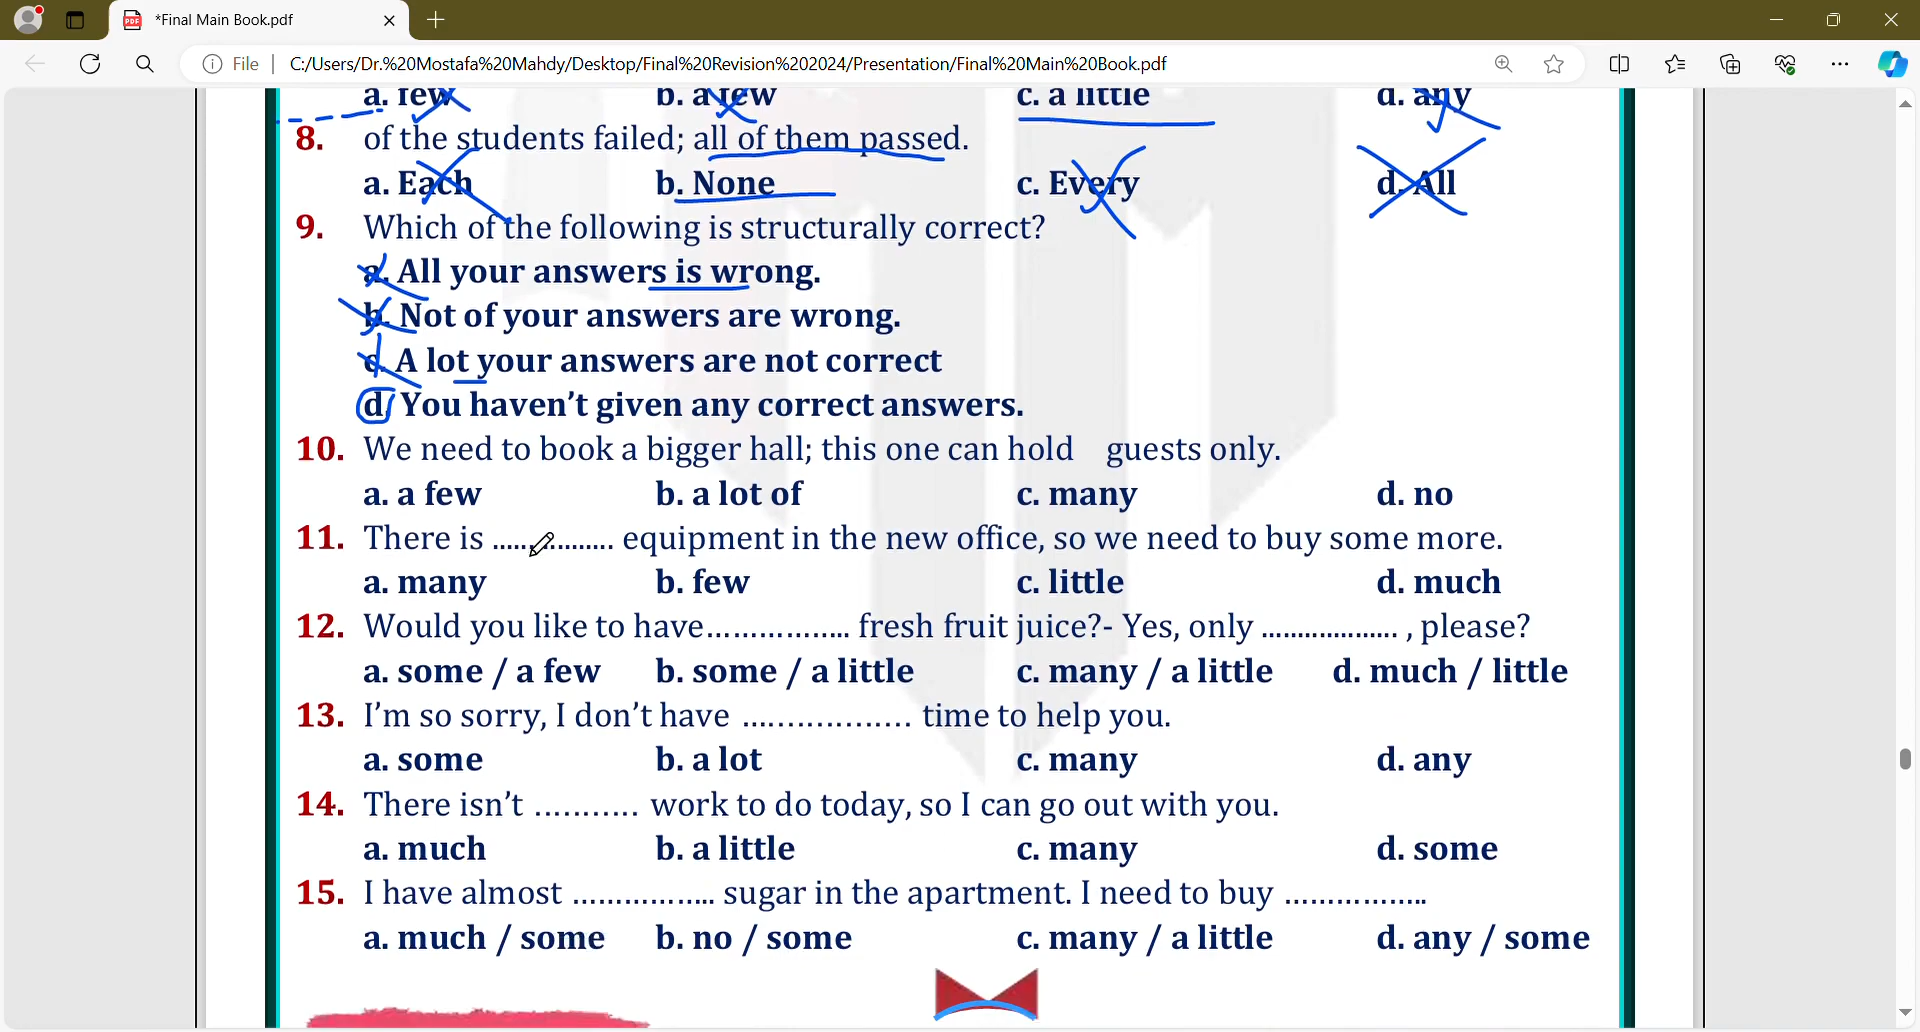 *Final Main Book.pdf
File
C:/Users/Dr.%20Mostafa%20Mahdy/Desktop/Final%20Revision%202024/Presentation/Final%20Main%20Book.pdf
a. few b. a few c. a little d. any
8. of the students failed; all of them passed.
a. Each b. None c. Every d. All
9. Which of the following is structurally correct?
a. All your answers is wrong.
b. Not of your answers are wrong.
c. A lot your answers are not correct
d. You haven't given any correct answers.
10. We need to book a bigger hall; this one can hold guests only.
a. a few b. a lot of c. many d. no
11. There is ................. equipment in the new office, so we need to buy some more.
a. many b. few c. little d. much
12. Would you like to have.................... fresh fruit juice?- Yes, only ................... , please?
a. some / a few b. some / a little c. many / a little d. much / little
13. I'm so sorry, I don't have .................... time to help you.
a. some b. a lot c. many d. any
14. There isn't ........... work to do today, so I can go out with you.
a. much b. a little c. many d. some
15. I have almost .................... sugar in the apartment. I need to buy ....................
a. much / some b. no / some c. many / a little d. any / some